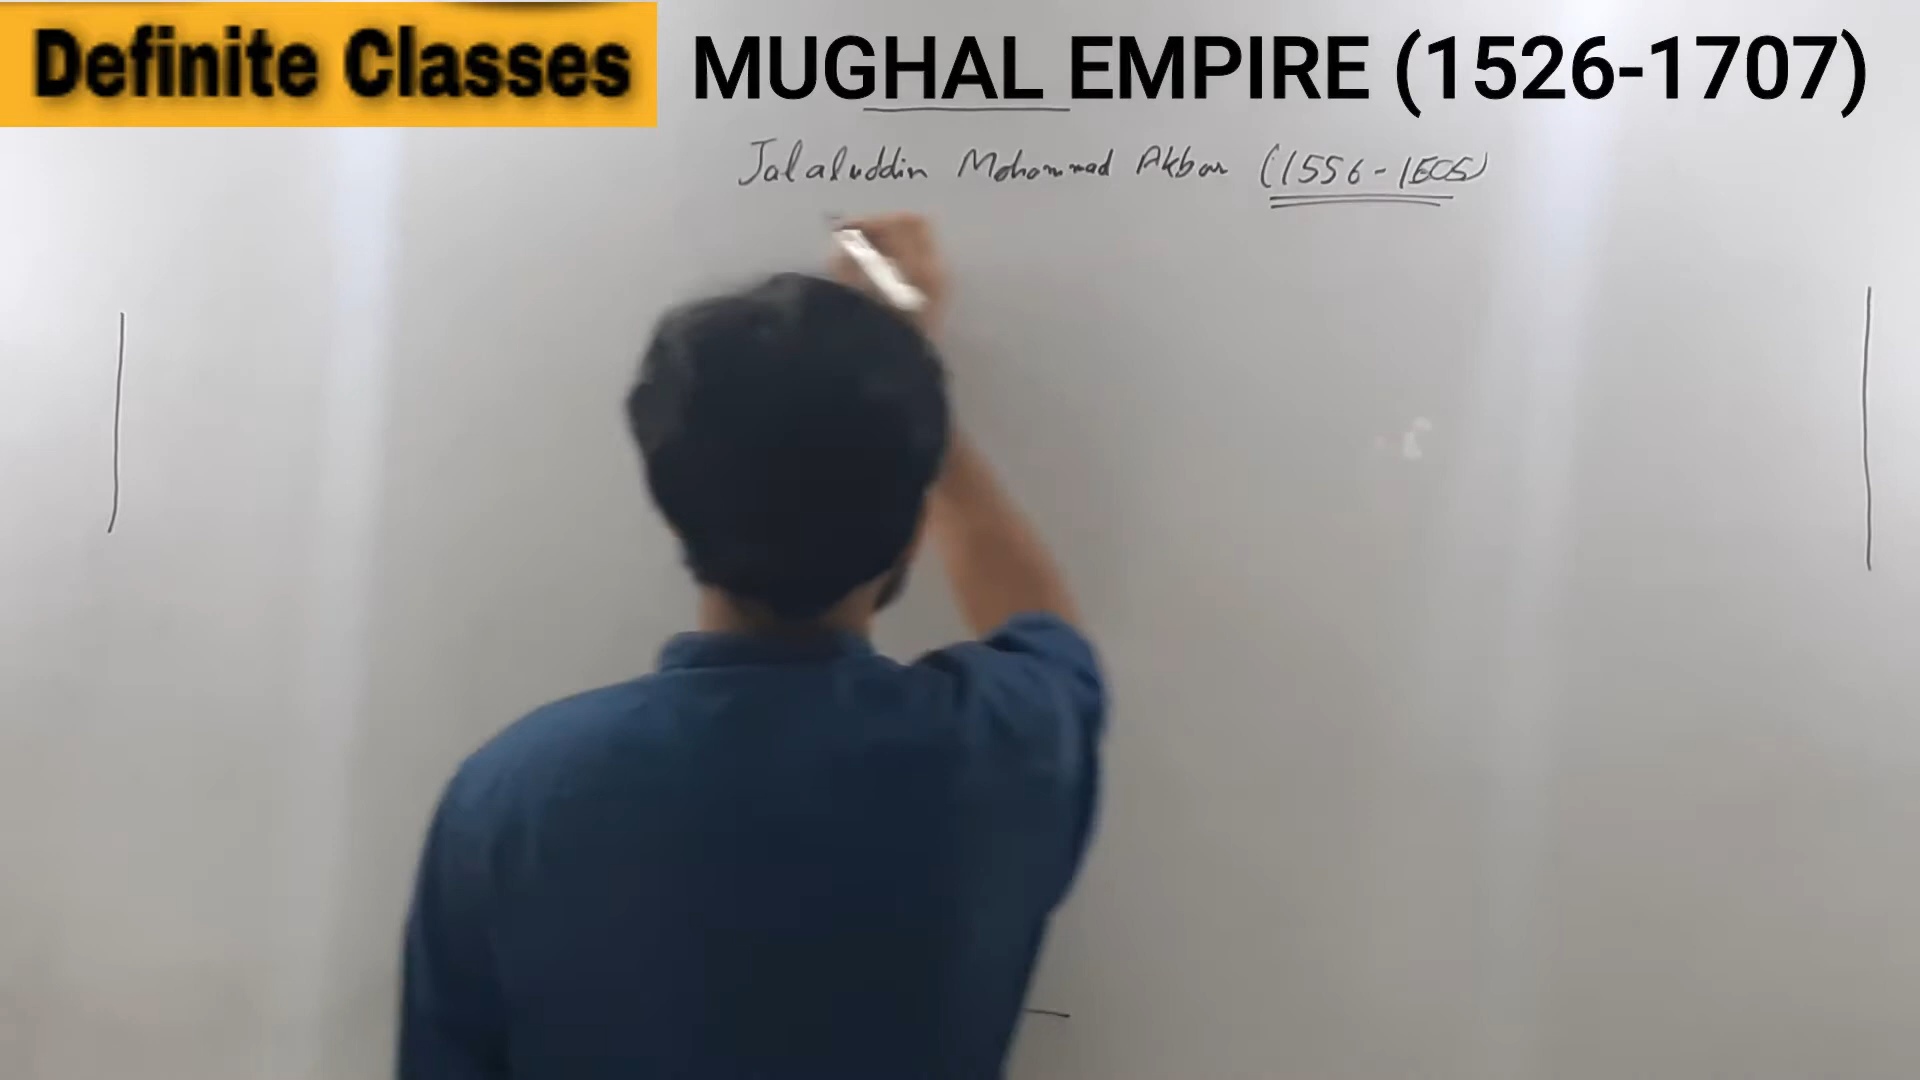 Definite Classes
MUGHAL EMPIRE (1526-1707)
Jalaluddin Mohammad Akbar (1556-1605)